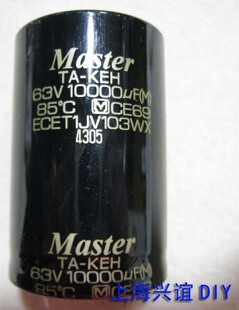 Master
TA-KEH
63V 10000µF(M)
85°C Ⓜ CE69
ECET1JV103WX
4305
Master
TA-KEH
63V 10000µF(M)
85°C
上海兴谊 DIY